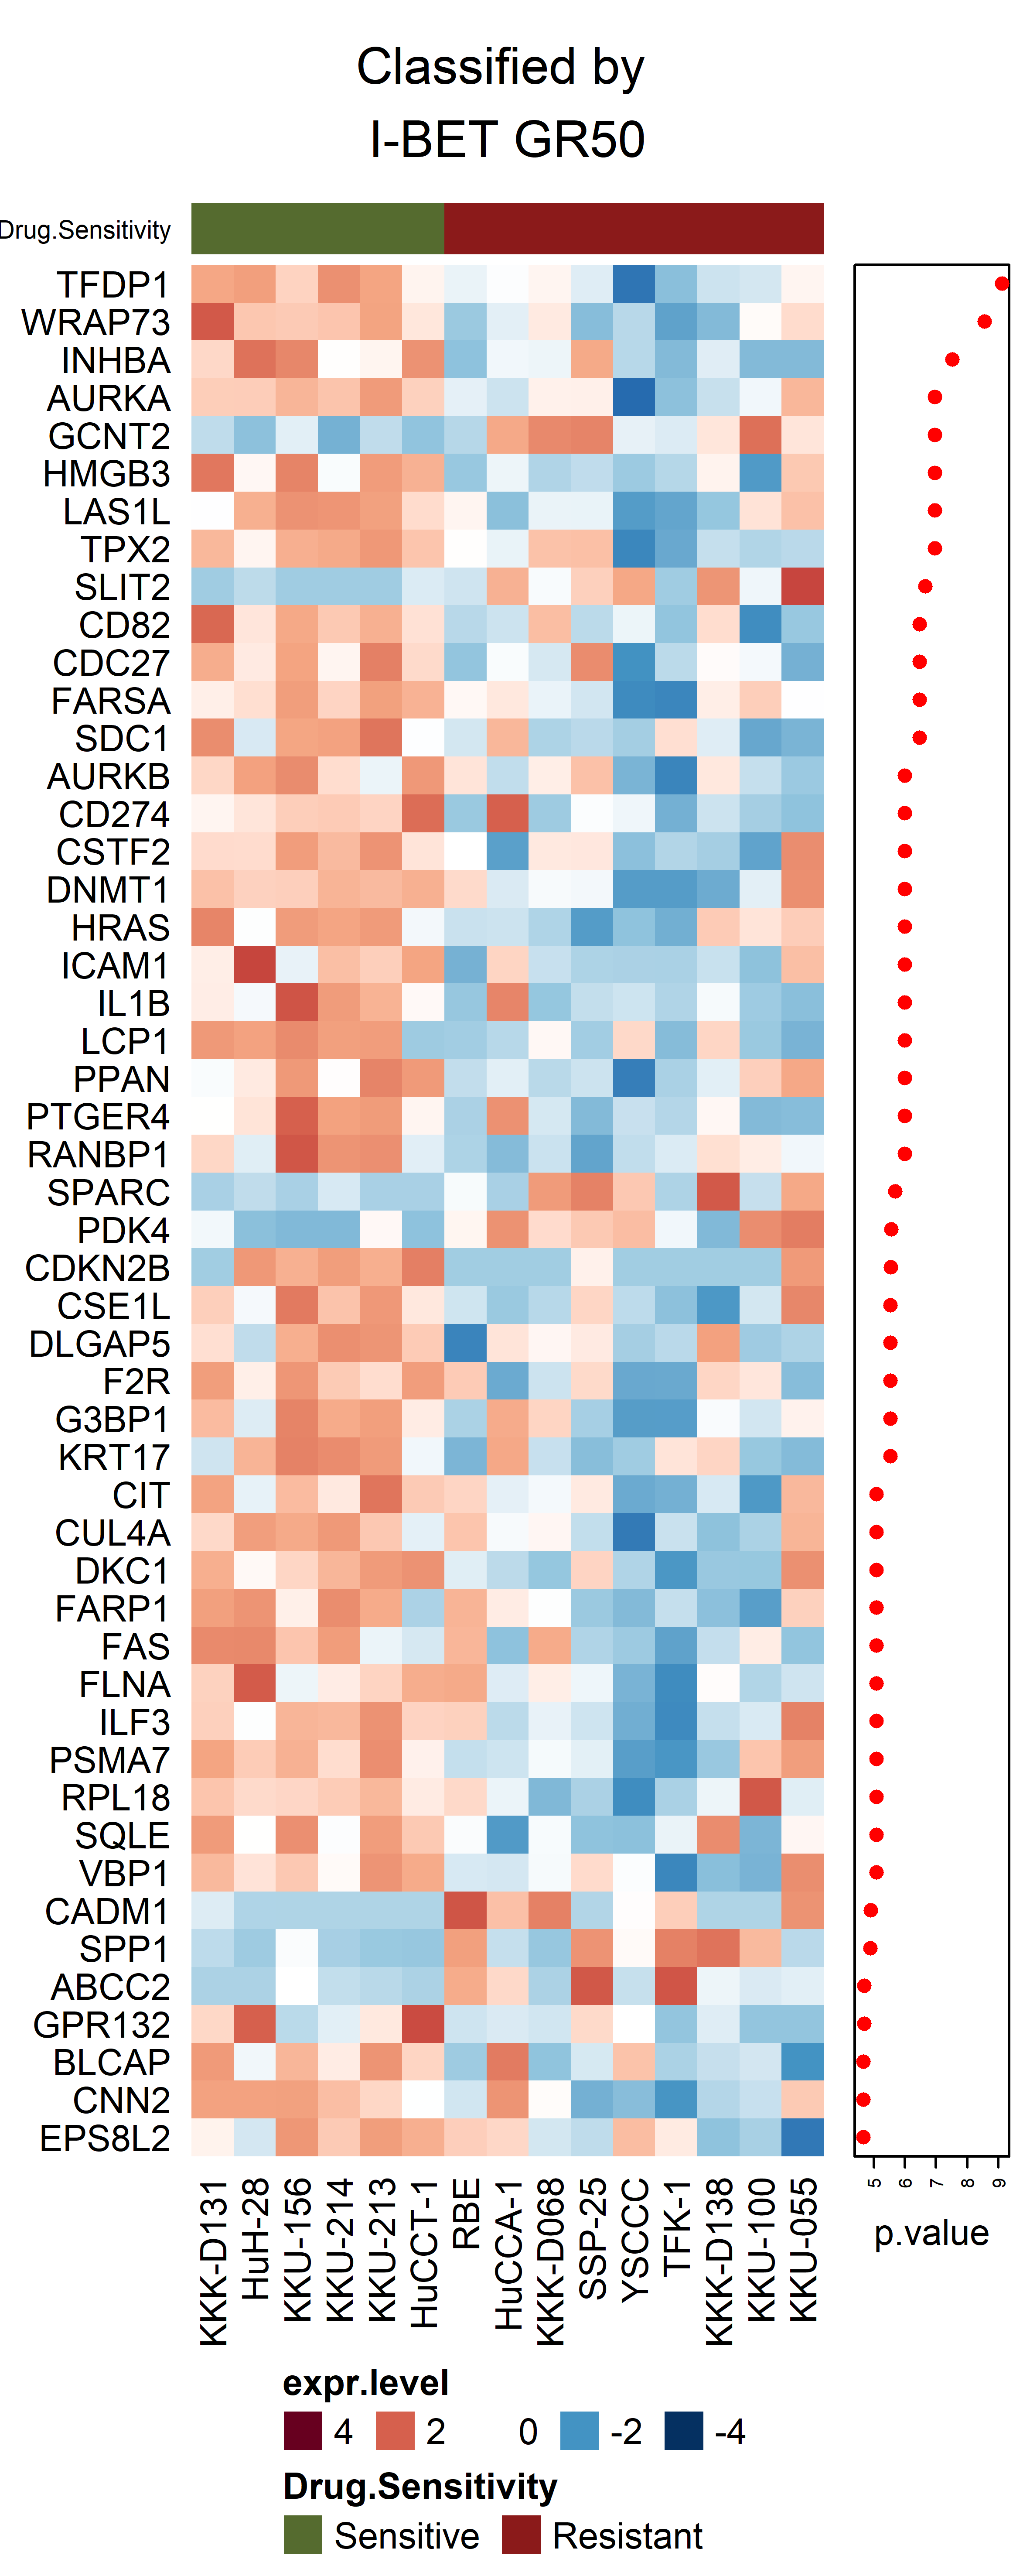 Classified by
I-BET GR50
Drug.Sensitivity
TFDP1
WRAP73
INHBA
AURKA
GCNT2
HMGB3
LAS1L
TPX2
SLIT2
CD82
CDC27
FARSA
SDC1
AURKB
CD274
CSTF2
DNMT1
HRAS
ICAM1
IL1B
LCP1
PPAN
PTGER4
RANBP1
SPARC
PDK4
CDKN2B
CSE1L
DLGAP5
F2R
G3BP1
KRT17
CIT
CUL4A
DKC1
FARP1
FAS
FLNA
ILF3
PSMA7
RPL18
SQLE
VBP1
CADM1
SPP1
ABCC2
GPR132
BLCAP
CNN2
EPS8L2
KKK-D131
HuH-28
KKU-156
KKU-214
KKU-213
HuCCT-1
RBE
HuCCA-1
KKK-D068
SSP-25
YSCCC
TFK-1
KKK-D138
KKU-100
KKU-055
5 6 7 8 9
p.value
expr.level
4 2 0 -2 -4
Drug.Sensitivity
Sensitive Resistant